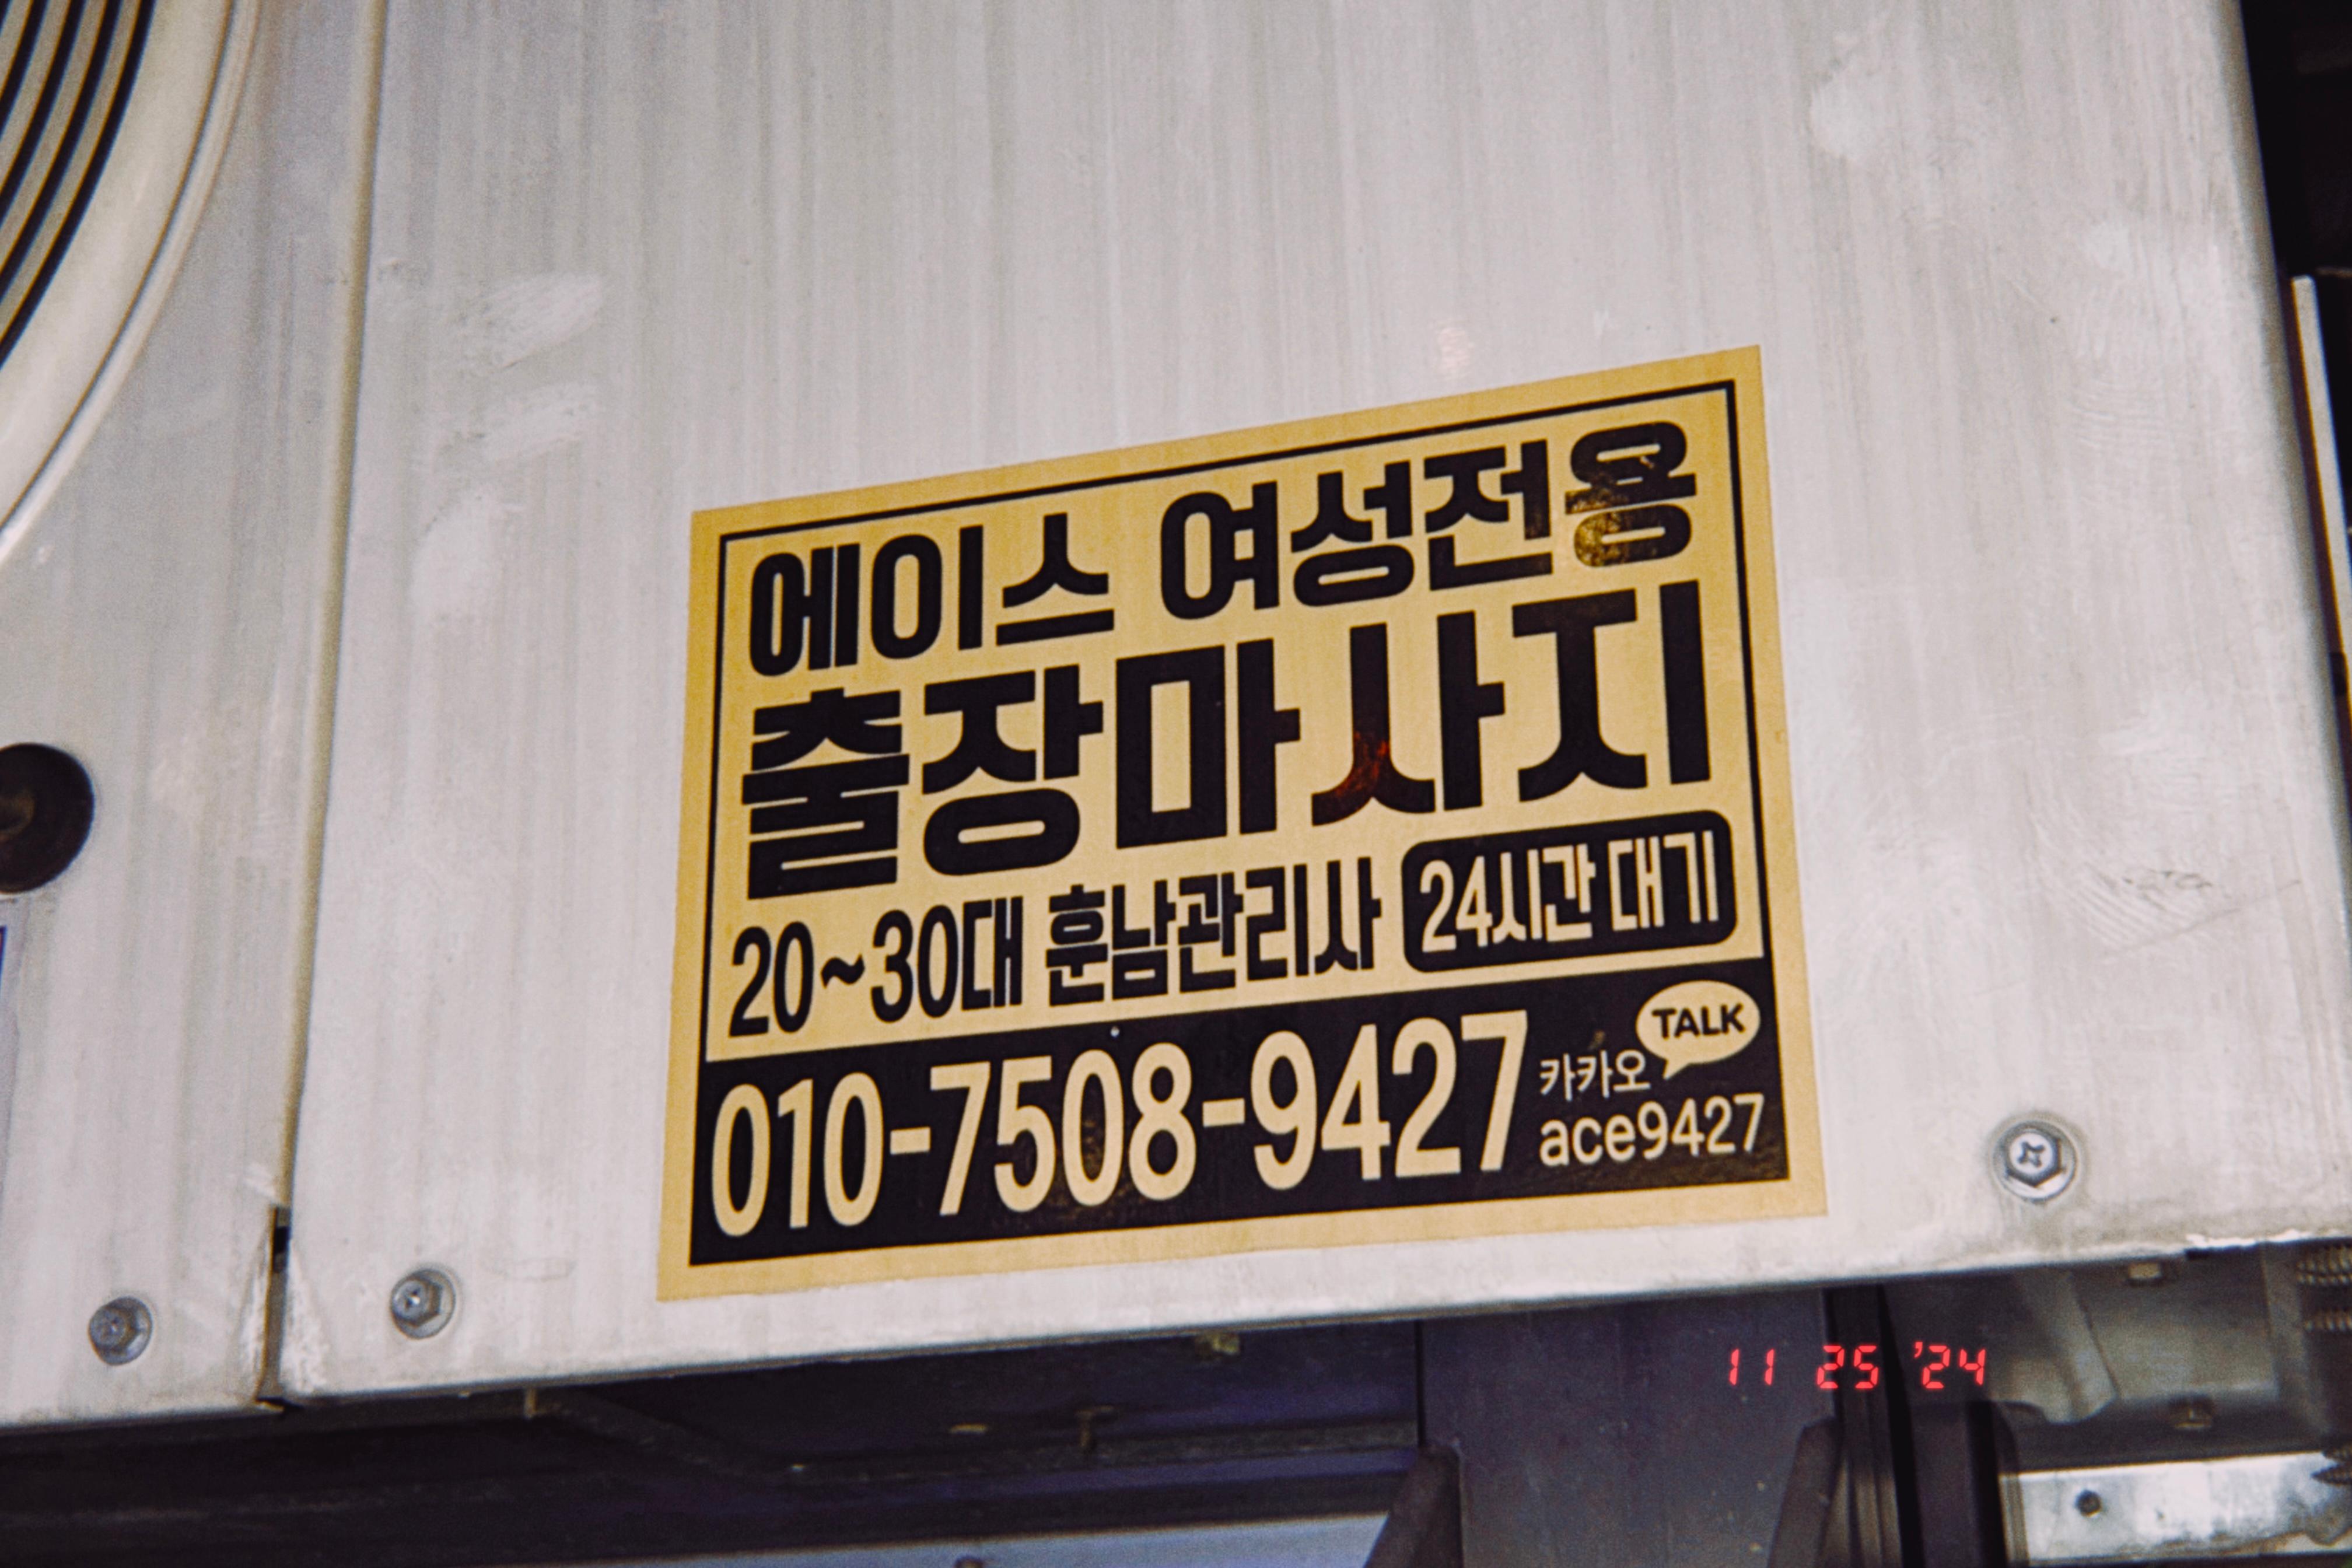 에이스 여성전용
출장마사지
20~30대 훈남관리사 24시간 대기
010-7508-9427 카카오 TALK
ace9427
11 25 '24